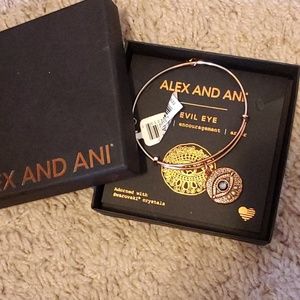 ALEX AND ANI
EVIL EYE
encouragement
EX AND ANI
Adorned with
Swarovski® crystals